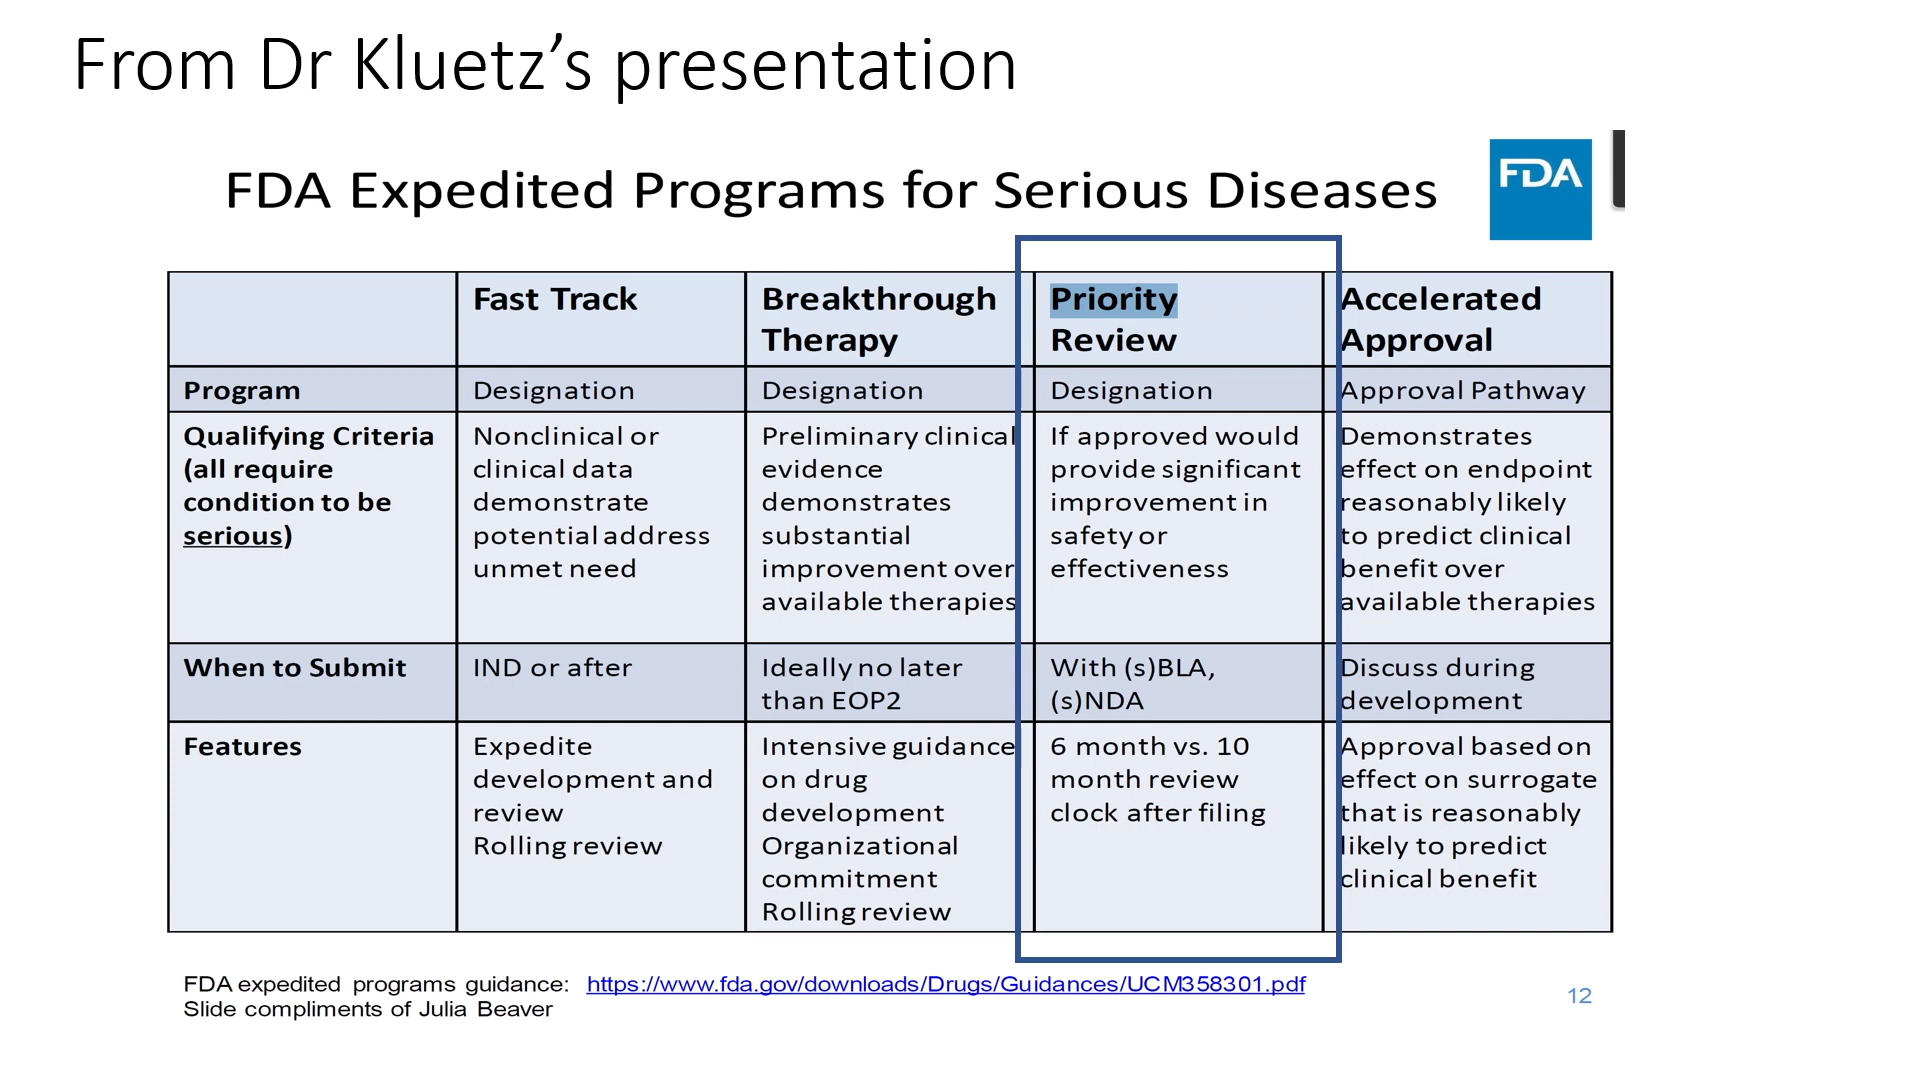 From Dr Kluetz’s presentation
FDA Expedited Programs for Serious Diseases
FDA
Fast Track
Breakthrough
Therapy
Priority
Review
Accelerated
Approval
Program
Designation
Designation
Designation
Approval Pathway
Qualifying Criteria
(all require
condition to be
serious)
Nonclinical or
clinical data
demonstrate
potential address
unmet need
Preliminary clinical
evidence
demonstrates
substantial
improvement over
available therapies
If approved would
provide significant
improvement in
safety or
effectiveness
Demonstrates
effect on endpoint
reasonably likely
to predict clinical
benefit over
available therapies
When to Submit
IND or after
Ideally no later
than EOP2
With (s)BLA,
(s)NDA
Discuss during
development
Features
Expedite
development and
review
Rolling review
Intensive guidance
on drug
development
Organizational
commitment
Rolling review
6 month vs. 10
month review
clock after filing
Approval based on
effect on surrogate
that is reasonably
likely to predict
clinical benefit
FDA expedited programs guidance: https://www.fda.gov/downloads/Drugs/Guidances/UCM358301.pdf
Slide compliments of Julia Beaver
12